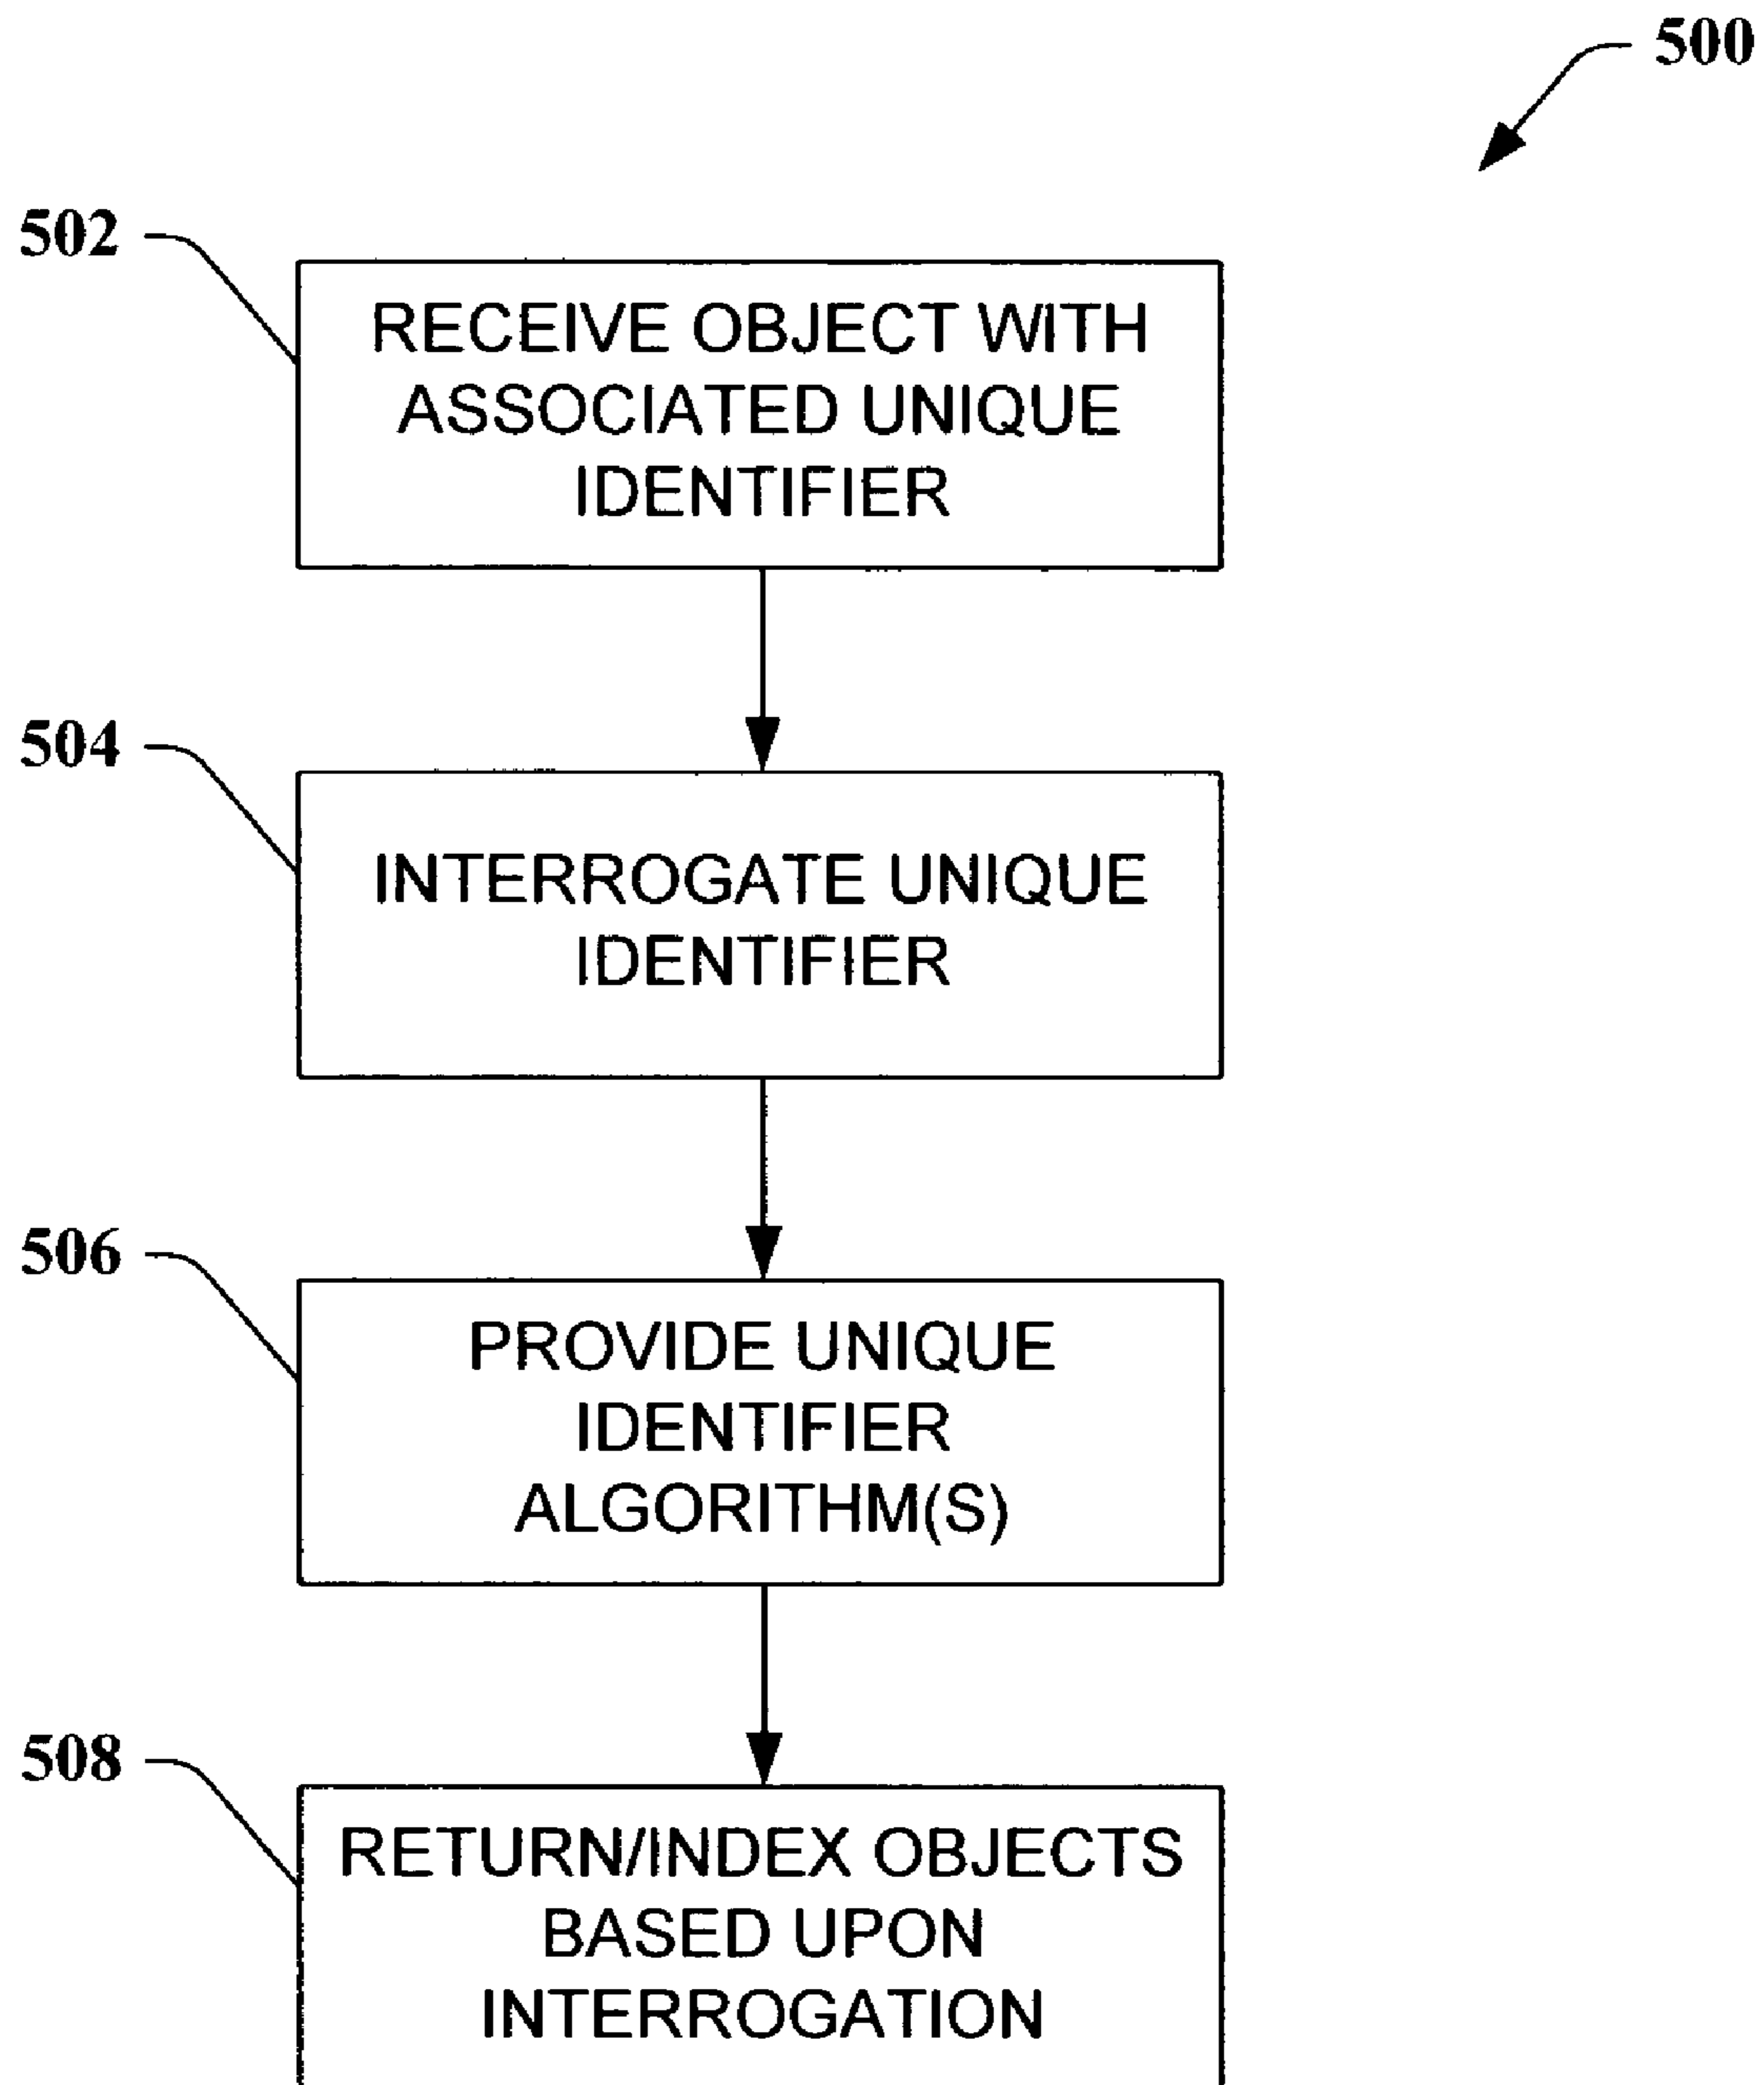 500
502
RECEIVE OBJECT WITH
ASSOCIATED UNIQUE
IDENTIFIER
504
INTERROGATE UNIQUE
IDENTIFIER
506
PROVIDE UNIQUE
IDENTIFIER
ALGORITHM(S)
508
RETURN/INDEX OBJECTS
BASED UPON
INTERROGATION